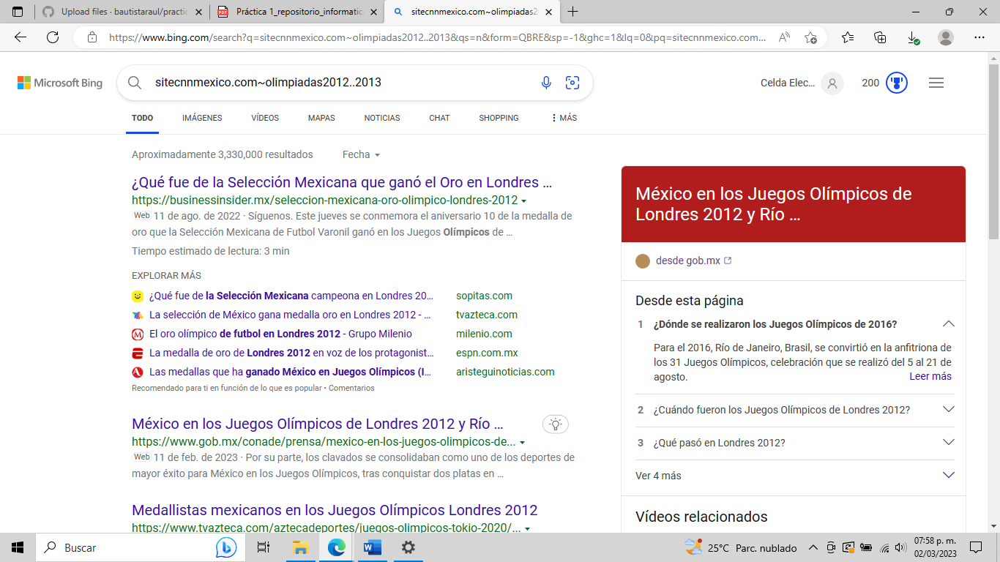 Upload files · bautistaraul/practic
Práctica 1_repositorio_informatic
sitecnnmexico.com~olimpiadas2
https://www.bing.com/search?q=sitecnnmexico.com~olimpiadas2012..2013&qs=n&form=QBRE&sp=-1&ghc=1&lq=0&pq=sitecnnmexico.com...
Microsoft Bing
sitecnnmexico.com~olimpiadas2012..2013
Celda Elec...
200
TODO
IMÁGENES
VÍDEOS
MAPAS
NOTICIAS
CHAT
SHOPPING
MÁS
Aproximadamente 3,330,000 resultados
Fecha
¿Qué fue de la Selección Mexicana que ganó el Oro en Londres ...
https://businessinsider.mx/seleccion-mexicana-oro-olimpico-londres-2012
Web 11 de ago. de 2022 · Síguenos. Este jueves se conmemora el aniversario 10 de la medalla de
oro que la Selección Mexicana de Futbol Varonil ganó en los Juegos Olímpicos de ...
Tiempo estimado de lectura: 3 min
EXPLORAR MÁS
¿Qué fue de la Selección Mexicana campeona en Londres 20... sopitas.com
La selección de México gana medalla oro en Londres 2012 - ... tvazteca.com
El oro olímpico de futbol en Londres 2012 - Grupo Milenio milenio.com
La medalla de oro de Londres 2012 en voz de los protagonist... espn.com.mx
Las medallas que ha ganado México en Juegos Olímpicos (I... aristeguinoticias.com
Recomendado para ti en función de lo que es popular • Comentarios
México en los Juegos Olímpicos de Londres 2012 y Río ...
https://www.gob.mx/conade/prensa/mexico-en-los-juegos-olimpicos-de...
Web 11 de feb. de 2023 · Por su parte, los clavados se consolidaban como uno de los deportes de
mayor éxito para México en los Juegos Olímpicos, tras conquistar dos platas en ...
Medallistas mexicanos en los Juegos Olímpicos Londres 2012
https://www.tvazteca.com/aztecadeportes/juegos-olimpicos-tokio-2020/...
México en los Juegos Olímpicos de
Londres 2012 y Río ...
desde gob.mx
Desde esta página
1 ¿Dónde se realizaron los Juegos Olímpicos de 2016?
Para el 2016, Río de Janeiro, Brasil, se convirtió en la anfitriona de
los 31 Juegos Olímpicos, celebración que se realizó del 5 al 21 de
agosto. Leer más
2 ¿Cuándo fueron los Juegos Olímpicos de Londres 2012?
3 ¿Qué pasó en Londres 2012?
Ver 4 más
Vídeos relacionados
Buscar
25°C Parc. nublado
07:58 p. m.
02/03/2023